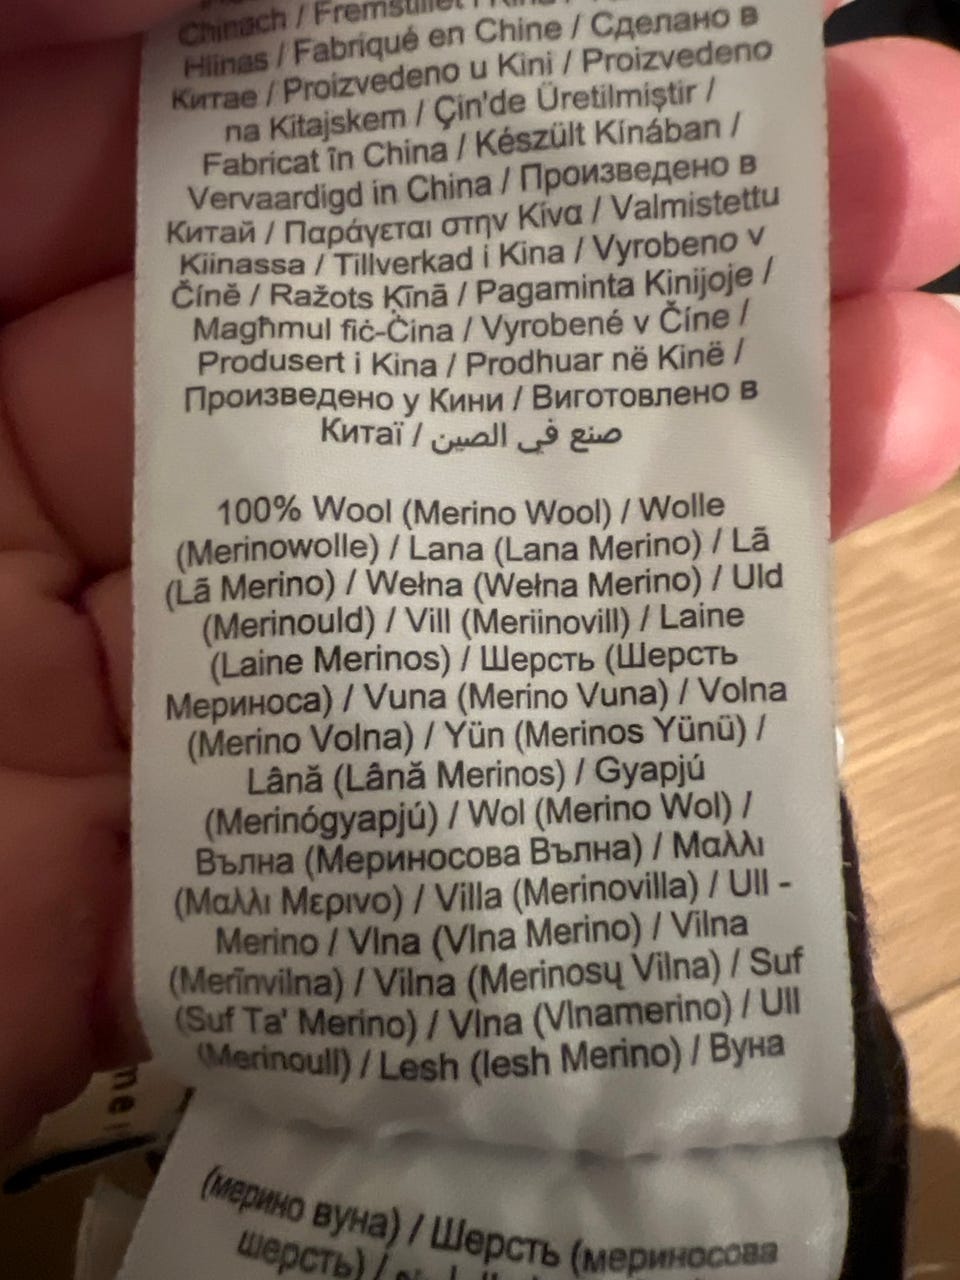 Chinach / Fremstillet i Kina /
Hiinas / Fabriqué en Chine / Сделано в
Китае / Proizvedeno u Kini / Proizvedeno
na Kitajskem / Çin'de Üretilmiştir /
Fabricat în China / Készült Kínában /
Vervaardigd in China / Произведено в
Китай / Παράγεται στην Κίνα / Valmistettu
Kiinassa / Tillverkad i Kina / Vyrobeno v
Číně / Ražots Ķīnā / Pagaminta Kinijoje /
Magħmul fiċ-Ċina / Vyrobené v Číne /
Produsert i Kina / Prodhuar në Kinë /
Произведено у Кини / Виготовлено в
Китаї / صنع في الصين
100% Wool (Merino Wool) / Wolle
(Merinowolle) / Lana (Lana Merino) / Lã
(Lã Merino) / Wełna (Wełna Merino) / Uld
(Merinould) / Vill (Meriinovill) / Laine
(Laine Merinos) / Шерсть (Шерсть
Мериноса) / Vuna (Merino Vuna) / Volna
(Merino Volna) / Yün (Merinos Yünü) /
Lână (Lână Merinos) / Gyapjú
(Merinógyapjú) / Wol (Merino Wol) /
Вълна (Мериносова Вълна) / Μαλλι
(Μαλλι Μερινο) / Villa (Merinovilla) / Ull -
Merino / Vlna (Vlna Merino) / Vilna
(Merīnvilna) / Vilna (Merinosų Vilna) / Suf
(Suf Ta' Merino) / Vlna (Vlnamerino) / Ull
(Merinoull) / Lesh (lesh Merino) / Вуна
(мерино вуна) / Шерсть (мериносова
шерсть) /